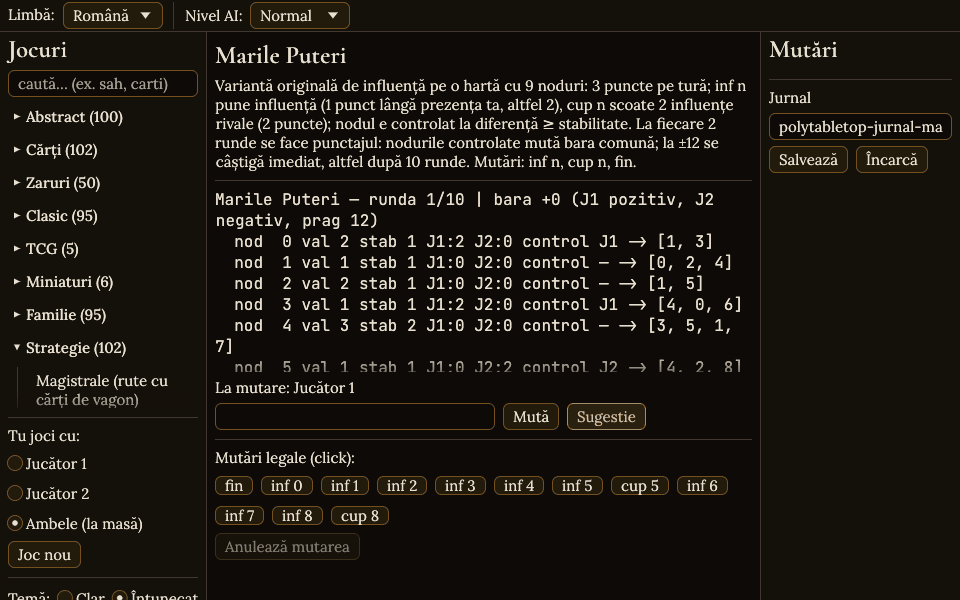 Limbă: Română ▼ Nivel AI: Normal ▼
Jocuri
caută... (ex. sah, carti)
▸ Abstract (100)
▸ Cărți (102)
▸ Zaruri (50)
▸ Clasic (95)
▸ TCG (5)
▸ Miniaturi (6)
▸ Familie (95)
▾ Strategie (102)
Magistrale (rute cu
cărți de vagon)
Tu joci cu:
Jucător 1
Jucător 2
Ambele (la masă)
Joc nou
Temă: Clar Întunecat
Marile Puteri
Variantă originală de influență pe o hartă cu 9 noduri: 3 puncte pe tură; inf n
pune influență (1 punct lângă prezența ta, altfel 2), cup n scoate 2 influențe
rivale (2 puncte); nodul e controlat la diferență ≥ stabilitate. La fiecare 2
runde se face punctajul: nodurile controlate mută bara comună; la ±12 se
câștigă imediat, altfel după 10 runde. Mutări: inf n, cup n, fin.
Marile Puteri — runda 1/10 | bara +0 (J1 pozitiv, J2
negativ, prag 12)
nod 0 val 2 stab 1 J1:2 J2:0 control J1 -> [1, 3]
nod 1 val 1 stab 1 J1:0 J2:0 control — -> [0, 2, 4]
nod 2 val 2 stab 1 J1:0 J2:0 control — -> [1, 5]
nod 3 val 1 stab 1 J1:2 J2:0 control J1 -> [4, 0, 6]
nod 4 val 3 stab 2 J1:0 J2:0 control — -> [3, 5, 1,
7]
nod 5 val 1 stab 1 J1:0 J2:2 control J2 -> [4, 2, 8]
La mutare: Jucător 1
Mută Sugestie
Mutări legale (click):
fin inf 0 inf 1 inf 2 inf 3 inf 4 inf 5 cup 5 inf 6
inf 7 inf 8 cup 8
Anulează mutarea
Mutări
Jurnal
polytabletop-jurnal-ma
Salvează Încarcă